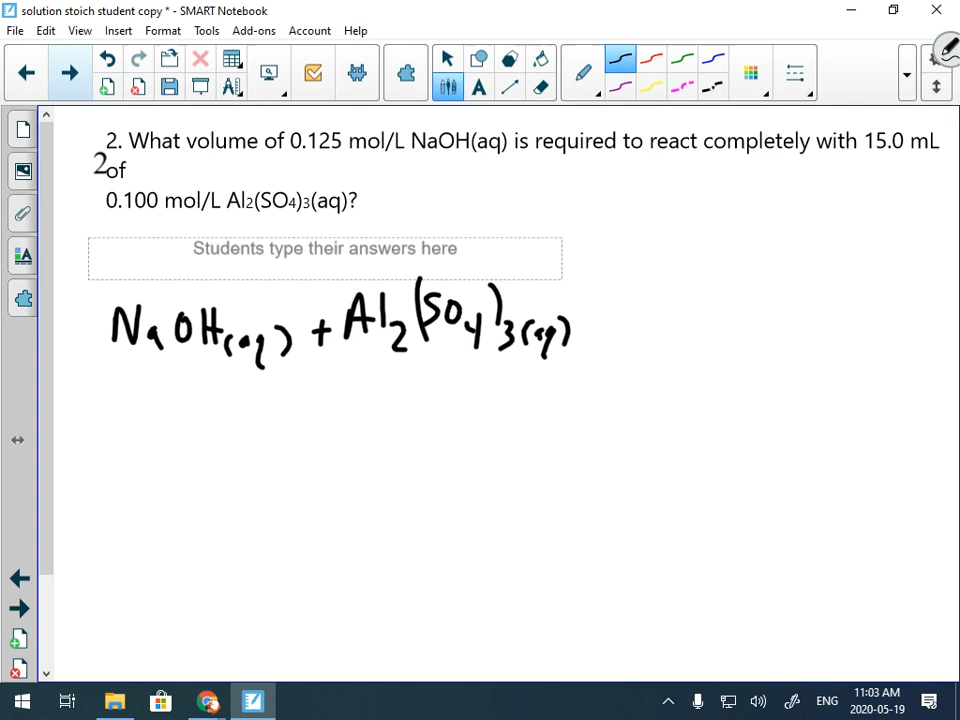 solution stoich student copy * - SMART Notebook
File Edit View Insert Format Tools Add-ons Account Help
2. What volume of 0.125 mol/L NaOH(aq) is required to react completely with 15.0 mL
2
of
0.100 mol/L Al2(SO4)3(aq)?
Students type their answers here
NaOH(aq) + Al2(SO4)3(aq)
ENG
11:03 AM
2020-05-19